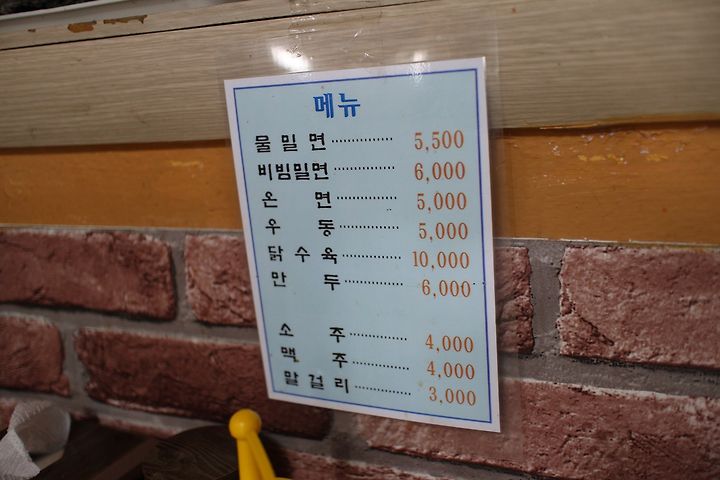 메뉴
물밀면 5,500
비빔밀면 6,000
온면 5,000
우동 5,000
닭수육 10,000
만두 6,000
소주 4,000
맥주 4,000
말걸리 3,000